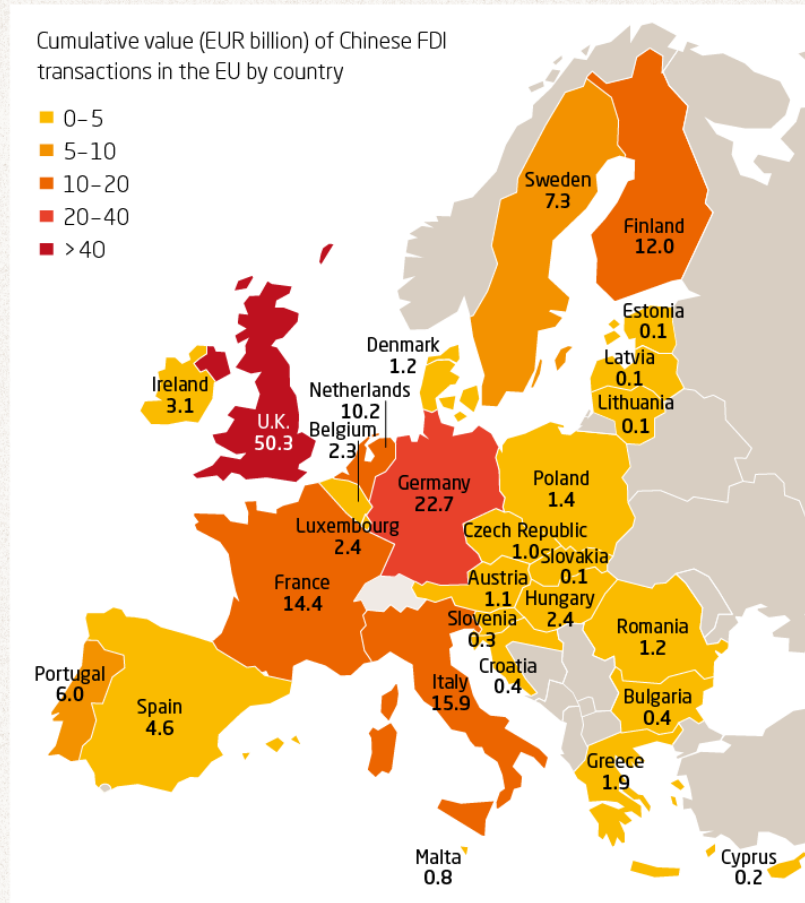 Cumulative value (EUR billion) of Chinese FDI
transactions in the EU by country
0–5
5–10
10–20
20–40
>40
Sweden
7.3
Finland
12.0
Estonia
0.1
Denmark
1.2
Latvia
0.1
Ireland
3.1
Netherlands
10.2
Lithuania
0.1
U.K.
50.3
Belgium
2.3
Germany
22.7
Poland
1.4
Luxembourg
2.4
Czech Republic
1.0
Slovakia
0.1
France
14.4
Austria
1.1
Hungary
2.4
Slovenia
0.3
Romania
1.2
Croatia
0.4
Portugal
6.0
Spain
4.6
Italy
15.9
Bulgaria
0.4
Greece
1.9
Malta
0.8
Cyprus
0.2